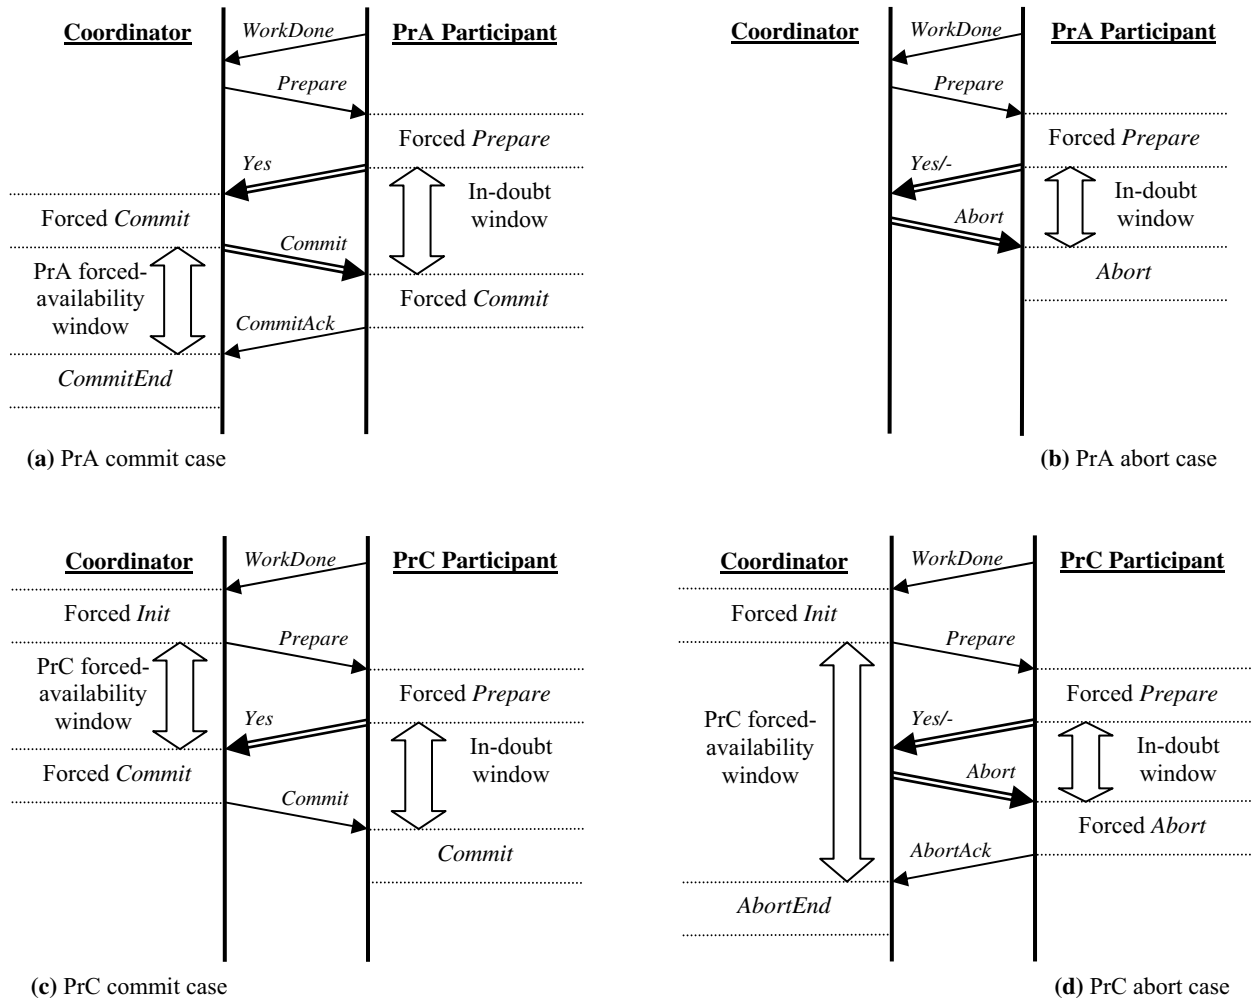 Coordinator
WorkDone
PrA Participant
Prepare
Forced Prepare
Yes
In-doubt
window
Forced Commit
Commit
PrA forced-
availability
window
Forced Commit
CommitAck
CommitEnd
(a) PrA commit case
Coordinator
WorkDone
PrA Participant
Prepare
Forced Prepare
Yes/-
In-doubt
window
Abort
Abort
(b) PrA abort case
Coordinator
WorkDone
PrC Participant
Forced Init
Prepare
PrC forced-
availability
window
Forced Prepare
Yes
In-doubt
window
Forced Commit
Commit
Commit
(c) PrC commit case
Coordinator
WorkDone
PrC Participant
Forced Init
Prepare
Forced Prepare
PrC forced-
availability
window
Yes/-
In-doubt
window
Abort
Forced Abort
AbortAck
AbortEnd
(d) PrC abort case